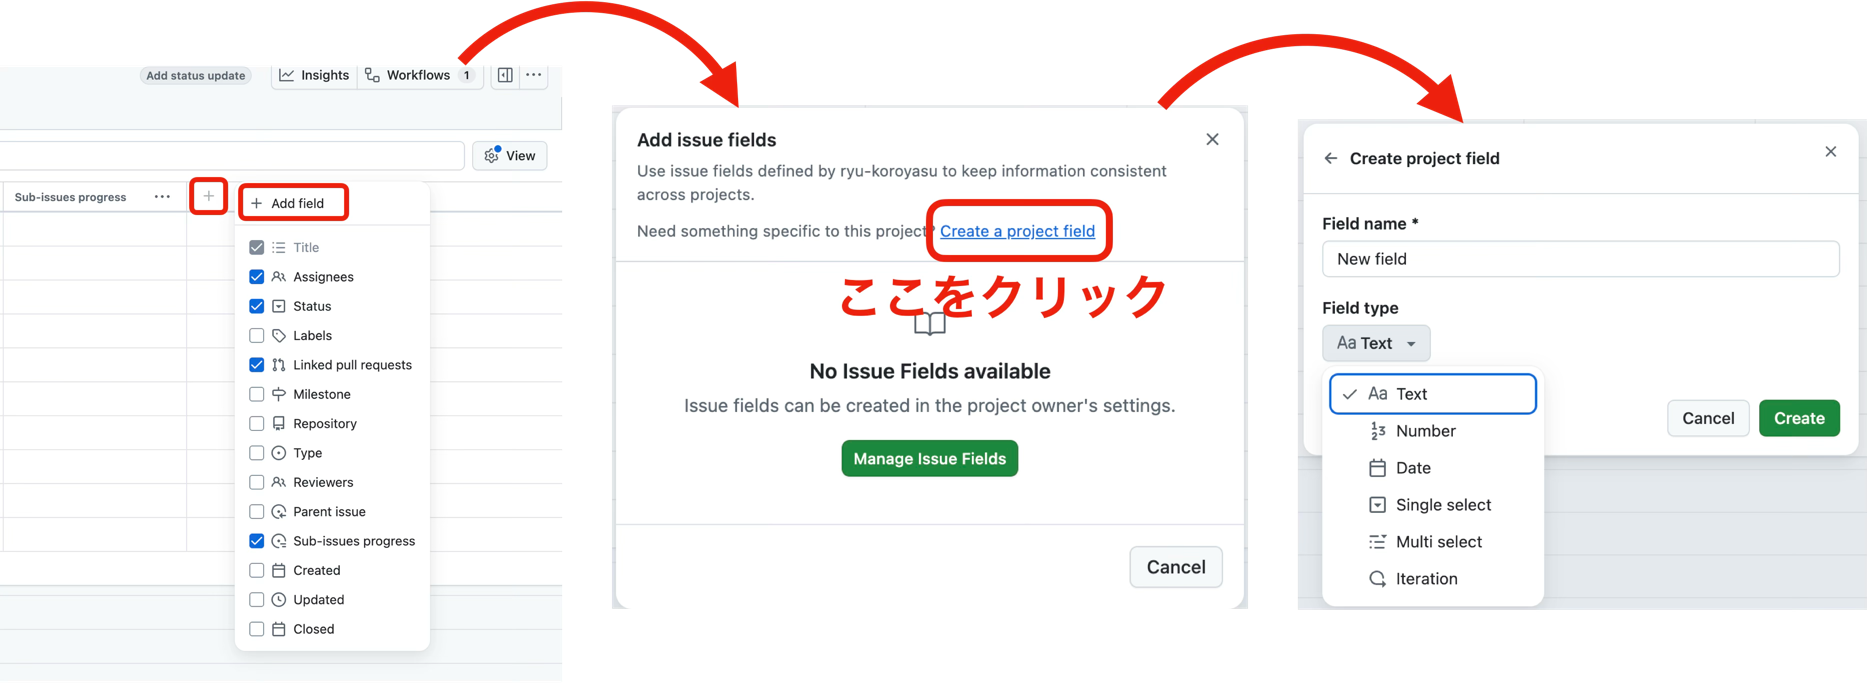 Add status update
Insights
Workflows 1
View
Sub-issues progress
Add field
Title
Assignees
Status
Labels
Linked pull requests
Milestone
Repository
Type
Reviewers
Parent issue
Sub-issues progress
Created
Updated
Closed
Add issue fields
Use issue fields defined by ryu-koroyasu to keep information consistent
across projects.
Need something specific to this project? Create a project field
ここをクリック
No Issue Fields available
Issue fields can be created in the project owner's settings.
Manage Issue Fields
Cancel
Create project field
Field name *
New field
Field type
Aa Text
Aa Text
Number
Date
Single select
Multi select
Iteration
Cancel
Create